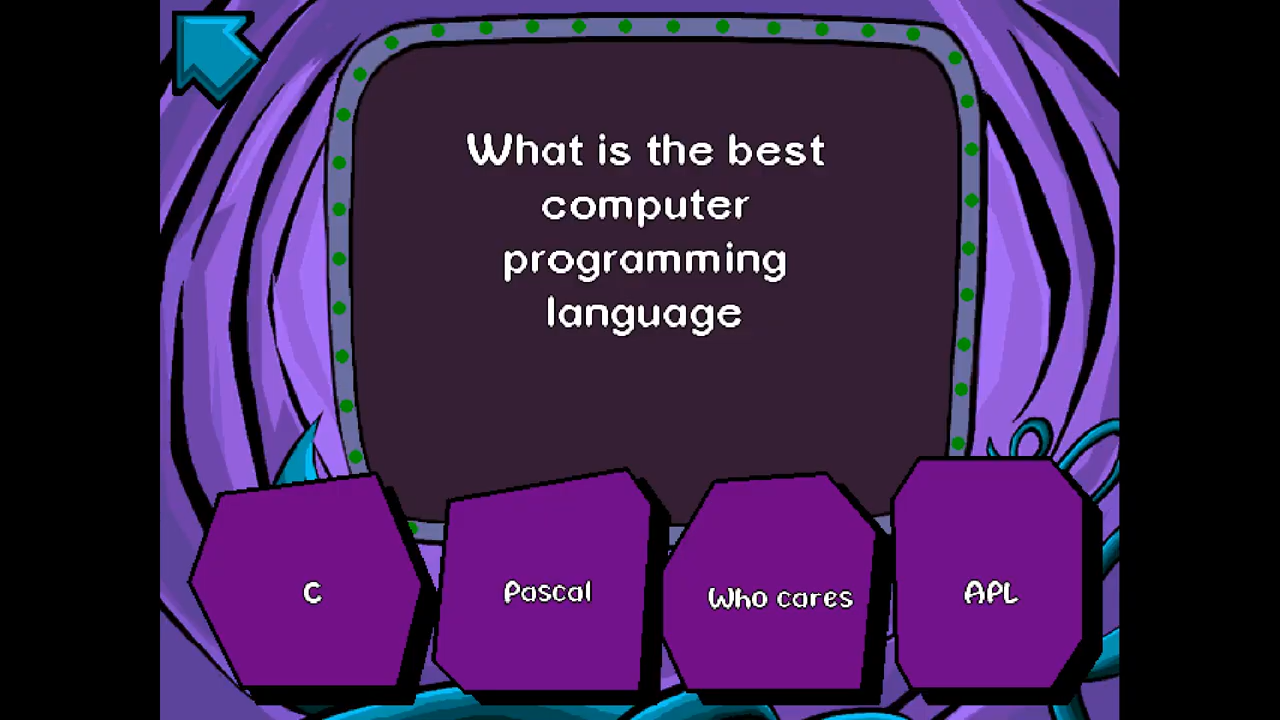 What is the best
computer
programming
language
C
Pascal
Who cares
APL